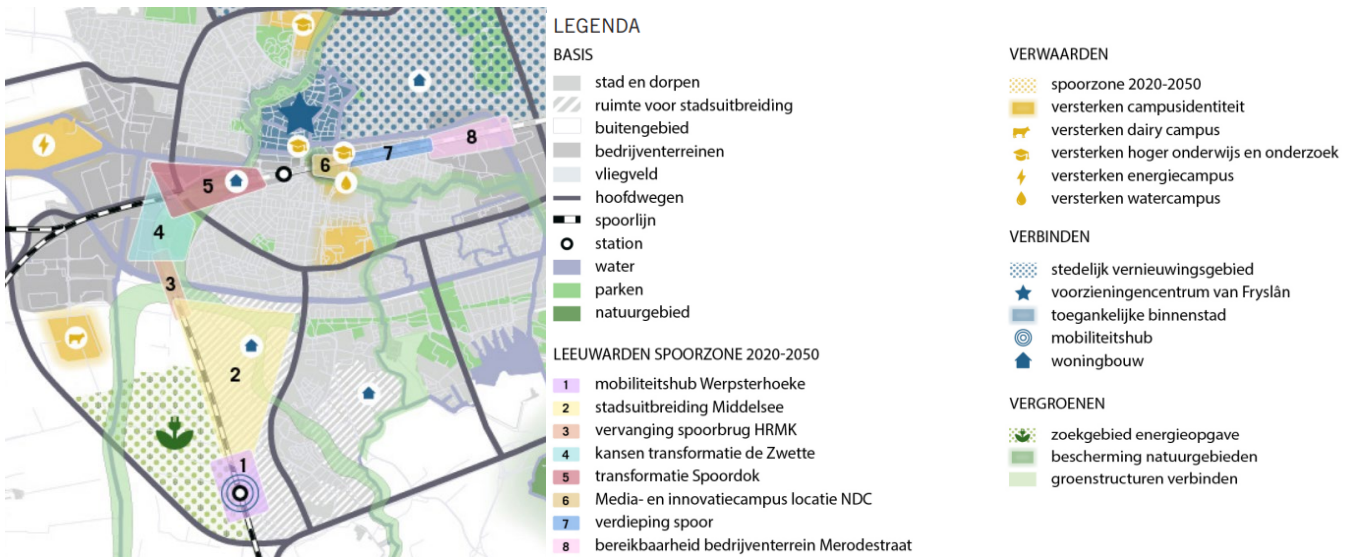 5
6
7
8
4
3
2
1
LEGENDA
BASIS
stad en dorpen
ruimte voor stadsuitbreiding
buitengebied
bedrijventerreinen
vliegveld
hoofdwegen
spoorlijn
station
water
parken
natuurgebied
LEEUWARDEN SPOORZONE 2020-2050
1 mobiliteitshub Werpsterhoeke
2 stadsuitbreiding Middelsee
3 vervanging spoorbrug HRMK
4 kansen transformatie de Zwette
5 transformatie Spoordok
6 Media- en innovatiecampus locatie NDC
7 verdieping spoor
8 bereikbaarheid bedrijventerrein Merodestraat
VERWAARDEN
spoorzone 2020-2050
versterken campusidentiteit
versterken dairy campus
versterken hoger onderwijs en onderzoek
versterken energiecampus
versterken watercampus
VERBINDEN
stedelijk vernieuwingsgebied
voorzieningencentrum van Fryslân
toegankelijke binnenstad
mobiliteitshub
woningbouw
VERGROENEN
zoekgebied energieopgave
bescherming natuurgebieden
groenstructuren verbinden